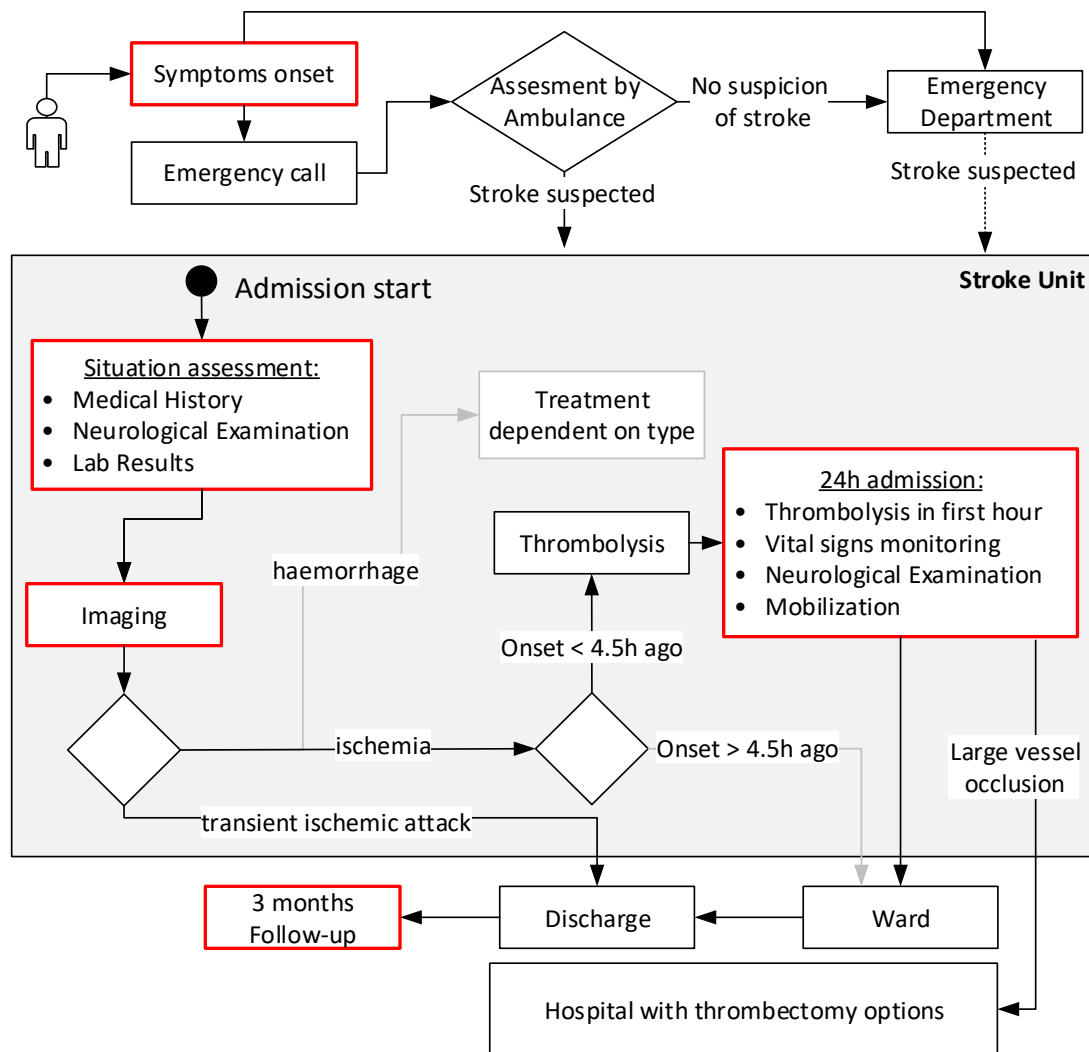 Symptoms onset
Emergency call
Assesment by
Ambulance
No suspicion
of stroke
Emergency
Department
Stroke suspected
Stroke suspected
Stroke Unit
Admission start
Situation assessment:
• Medical History
• Neurological Examination
• Lab Results
Treatment
dependent on type
24h admission:
• Thrombolysis in first hour
• Vital signs monitoring
• Neurological Examination
• Mobilization
Thrombolysis
haemorrhage
Imaging
Onset < 4.5h ago
ischemia
Onset > 4.5h ago
Large vessel
occlusion
transient ischemic attack
3 months
Follow-up
Discharge
Ward
Hospital with thrombectomy options